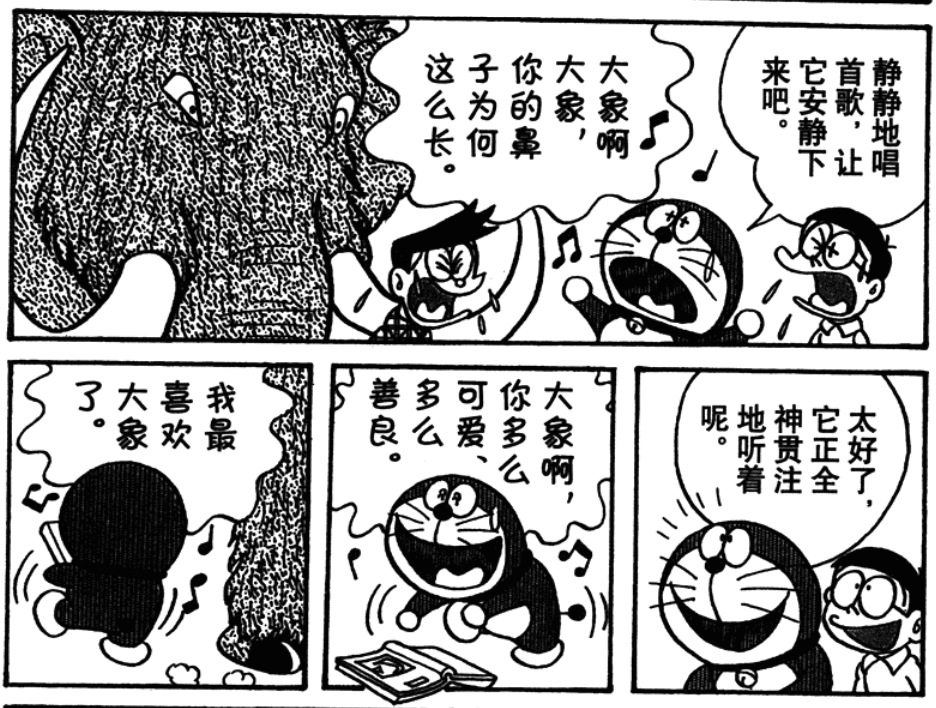 静静地唱
首歌，让
它安静下
来吧。
大象啊
大象，
你的鼻
子为何
这么长。
太好了，
它正全
神贯注
地听着
呢。
大象啊，
你多么
可爱、
多么
善良。
我最
喜欢
大象
了。